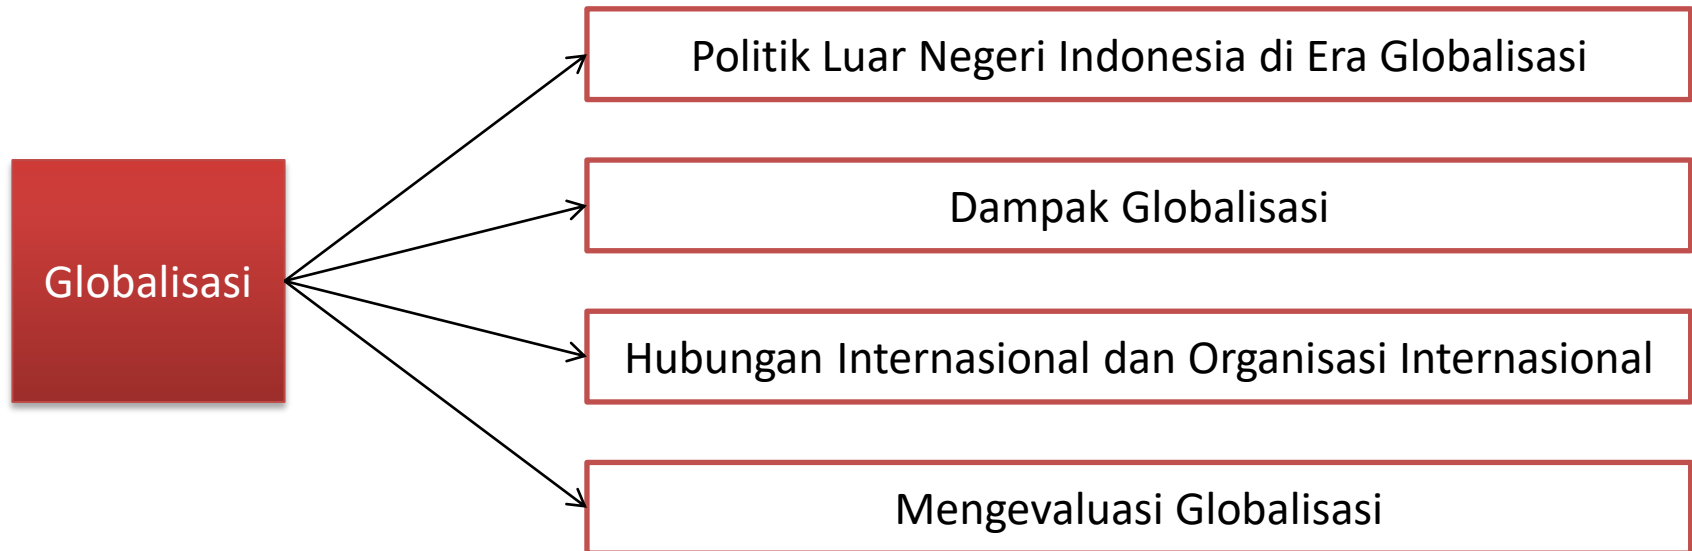 Globalisasi
Politik Luar Negeri Indonesia di Era Globalisasi
Dampak Globalisasi
Hubungan Internasional dan Organisasi Internasional
Mengevaluasi Globalisasi